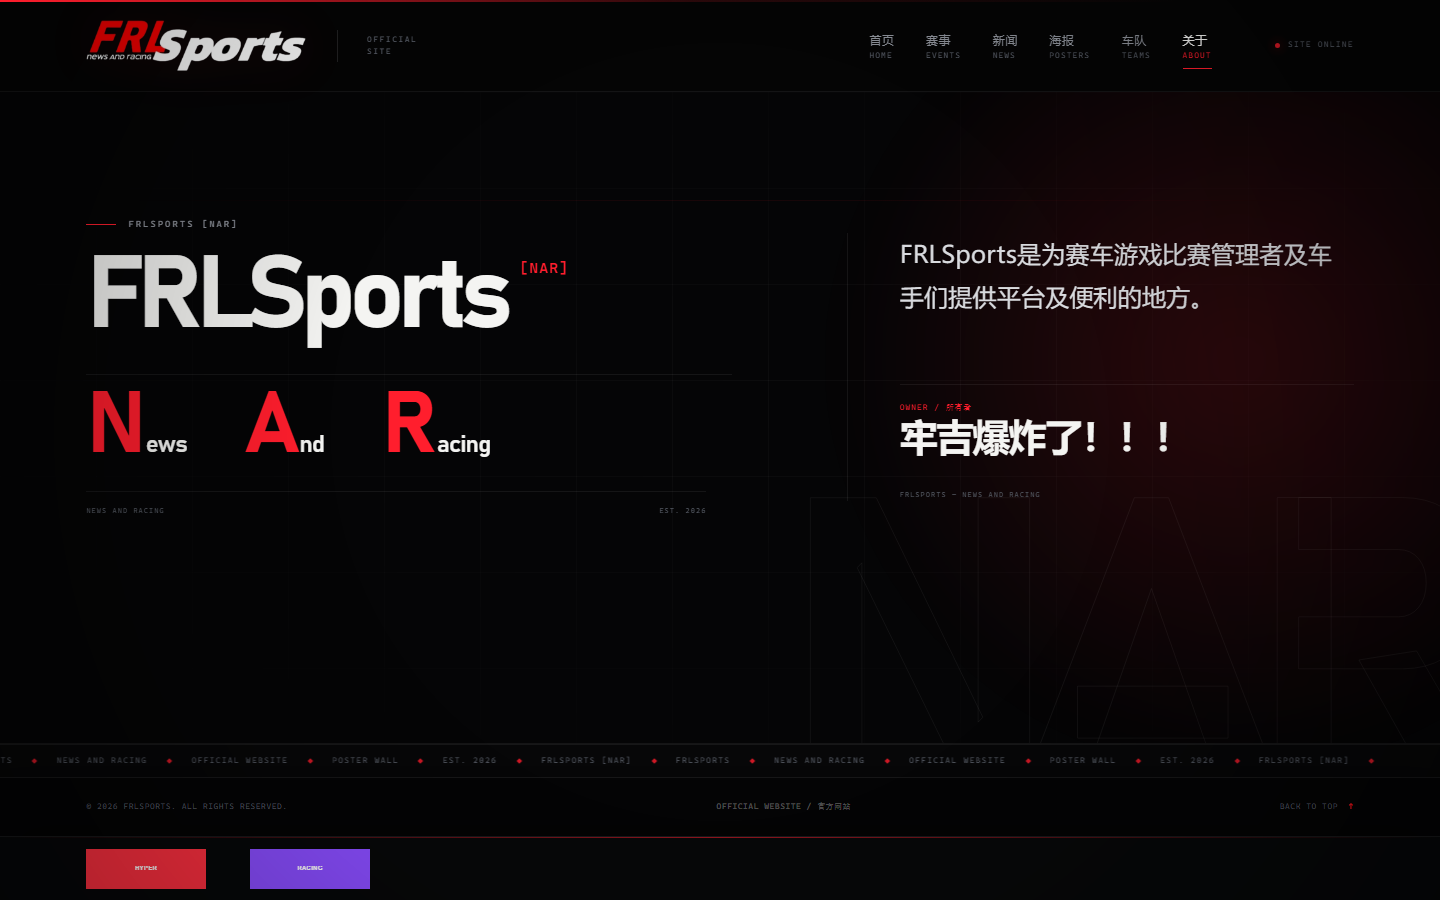 FRLSports
news and racing
OFFICIAL
SITE
首页 赛事 新闻 海报 车队 关于
HOME EVENTS NEWS POSTERS TEAMS ABOUT
SITE ONLINE
FRLSPORTS [NAR]
FRLSports [NAR]
News And Racing
NEWS AND RACING
EST. 2026
FRLSports是为赛车游戏比赛管理者及车
手们提供平台及便利的地方。
OWNER / 所有者
牢吉爆炸了！！！
FRLSPORTS — NEWS AND RACING
NAR
TS ◆ NEWS AND RACING ◆ OFFICIAL WEBSITE ◆ POSTER WALL ◆ EST. 2026 ◆ FRLSPORTS [NAR] ◆ FRLSPORTS ◆ NEWS AND RACING ◆ OFFICIAL WEBSITE ◆ POSTER WALL ◆ EST. 2026 ◆ FRLSPORTS [NAR] ◆
© 2026 FRLSPORTS. ALL RIGHTS RESERVED.
OFFICIAL WEBSITE / 官方网站
BACK TO TOP ↑
HYPER
RACING